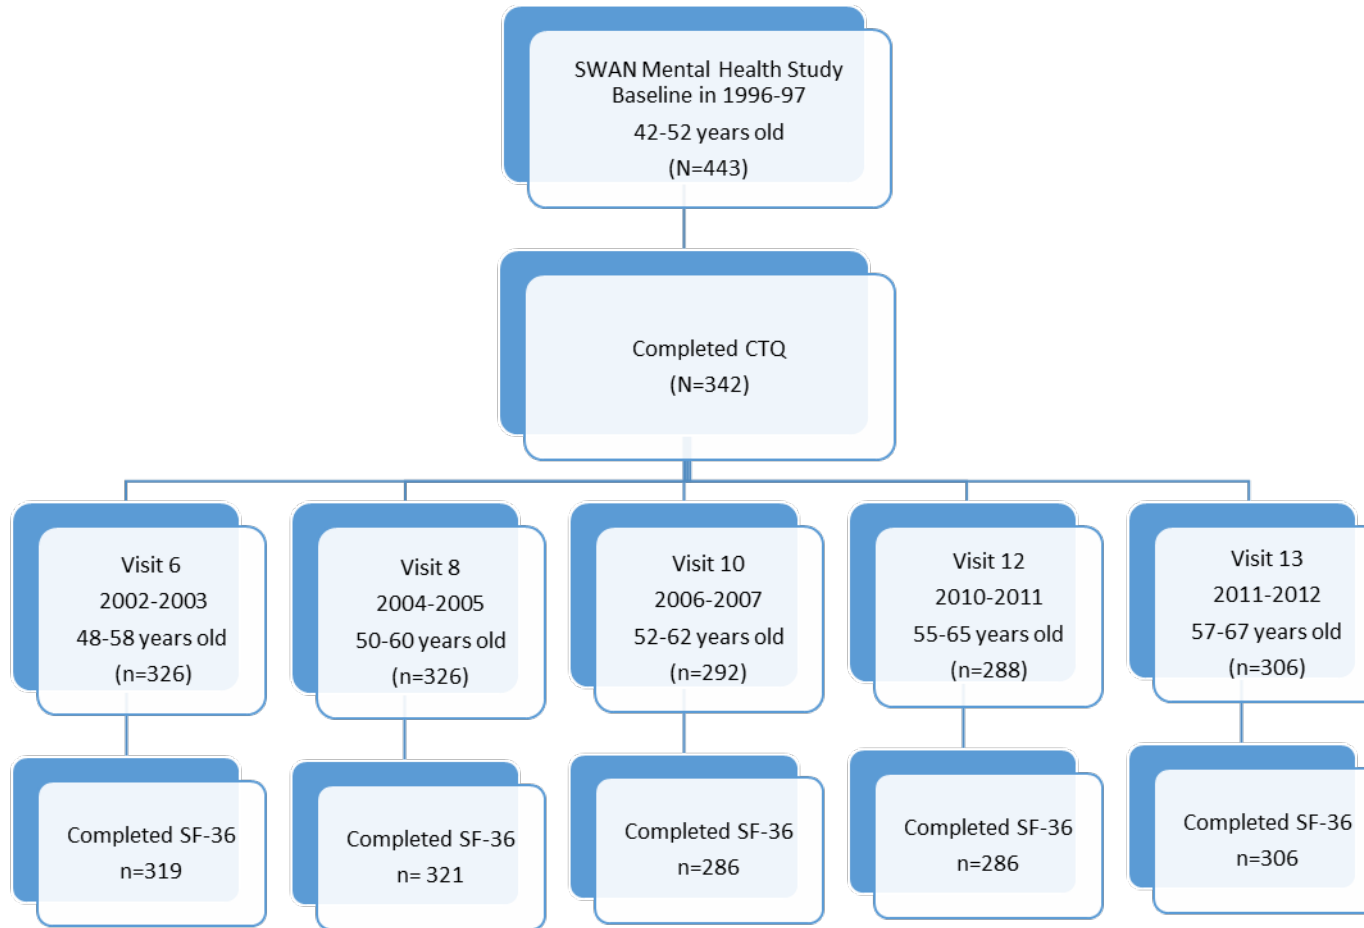 SWAN Mental Health Study
Baseline in 1996-97
42-52 years old
(N=443)
Completed CTQ
(N=342)
Visit 6
2002-2003
48-58 years old
(n=326)
Visit 8
2004-2005
50-60 years old
(n=326)
Visit 10
2006-2007
52-62 years old
(n=292)
Visit 12
2010-2011
55-65 years old
(n=288)
Visit 13
2011-2012
57-67 years old
(n=306)
Completed SF-36
n=319
Completed SF-36
n= 321
Completed SF-36
n=286
Completed SF-36
n=286
Completed SF-36
n=306